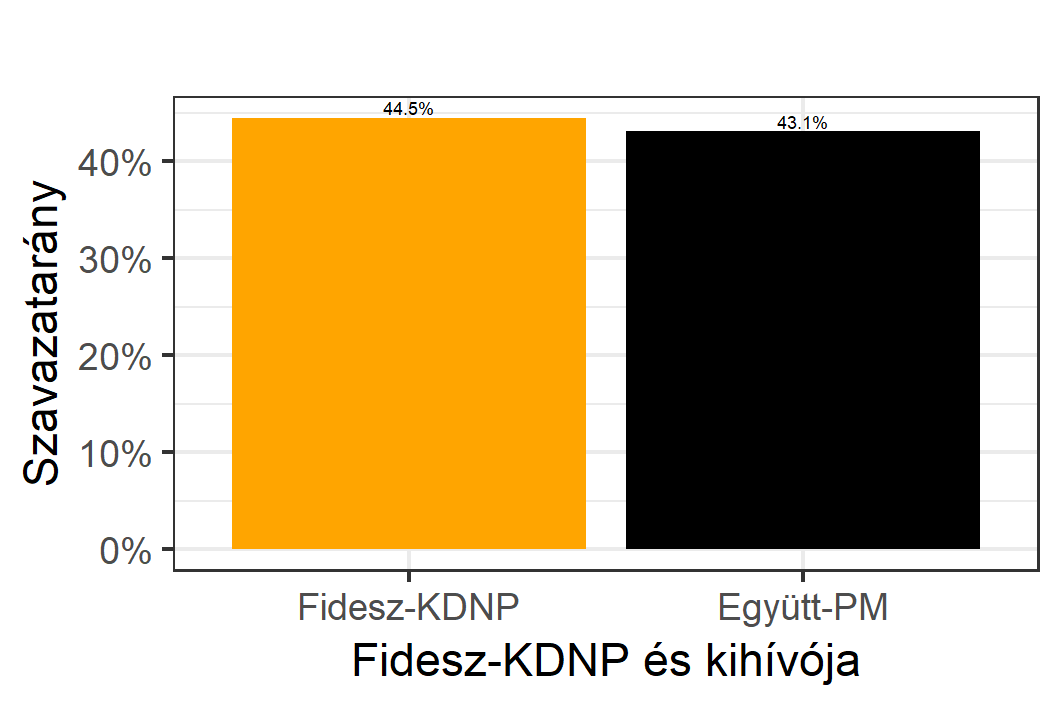 44.5%
43.1%
40%
30%
20%
10%
0%
Szavazatarány
Fidesz-KDNP
Együtt-PM
Fidesz-KDNP és kihívója